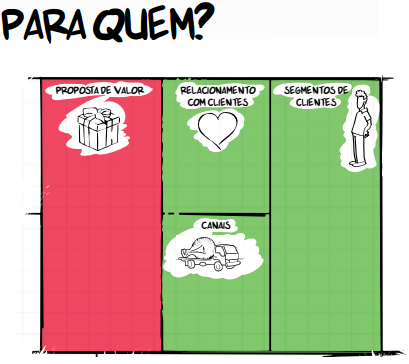 PARA QUEM?
PROPOSTA DE VALOR
RELACIONAMENTO
COM CLIENTES
SEGMENTOS DE
CLIENTES
CANAIS